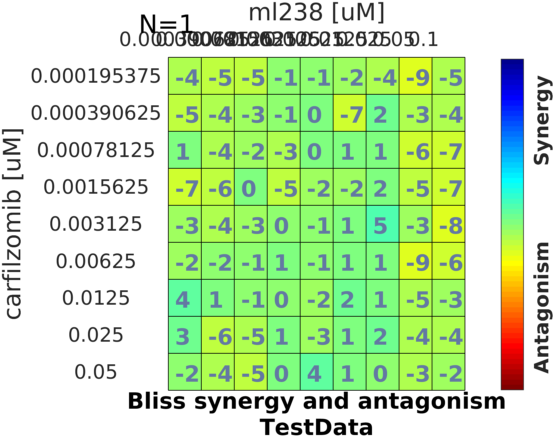 ml238 [uM]
N=1
0.05 0.1
0.000195375 -4 -5 -5 -1 -1 -2 -4 -9 -5
0.000390625 -5 -4 -3 -1 0 -7 2 -3 -4
0.00078125 1 -4 -2 -3 0 1 1 -6 -7
0.0015625 -7 -6 0 -5 -2 -2 2 -5 -7
0.003125 -3 -4 -3 0 -1 1 5 -3 -8
0.00625 -2 -2 -1 1 -1 1 1 -9 -6
0.0125 4 1 -1 0 -2 2 1 -5 -3
0.025 3 -6 -5 1 -3 1 2 -4 -4
0.05 -2 -4 -5 0 4 1 0 -3 -2
carfilzomib [uM]
Synergy
Antagonism
Bliss synergy and antagonism
TestData